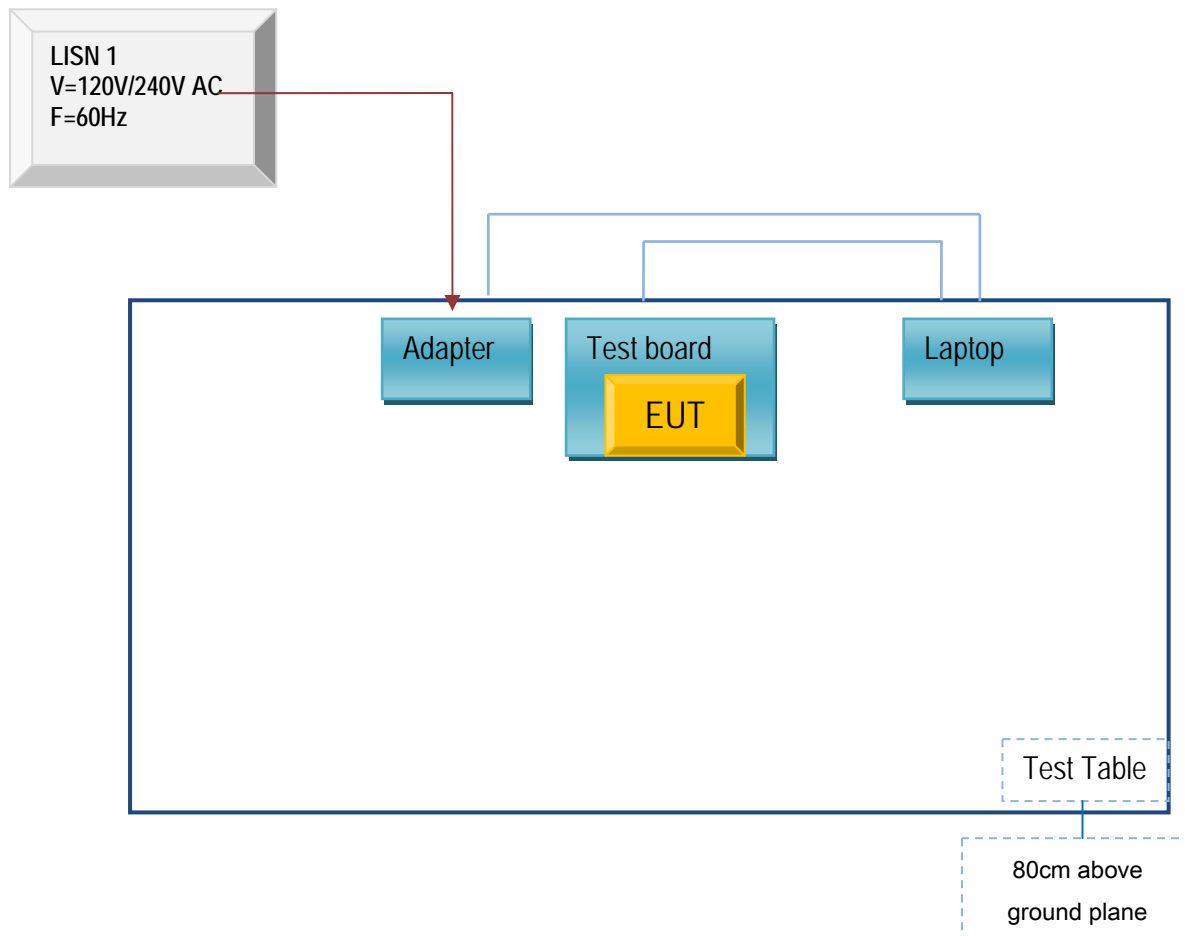 LISN 1
V=120V/240V AC
F=60Hz
Adapter
Test board
Laptop
EUT
Test Table
80cm above
ground plane